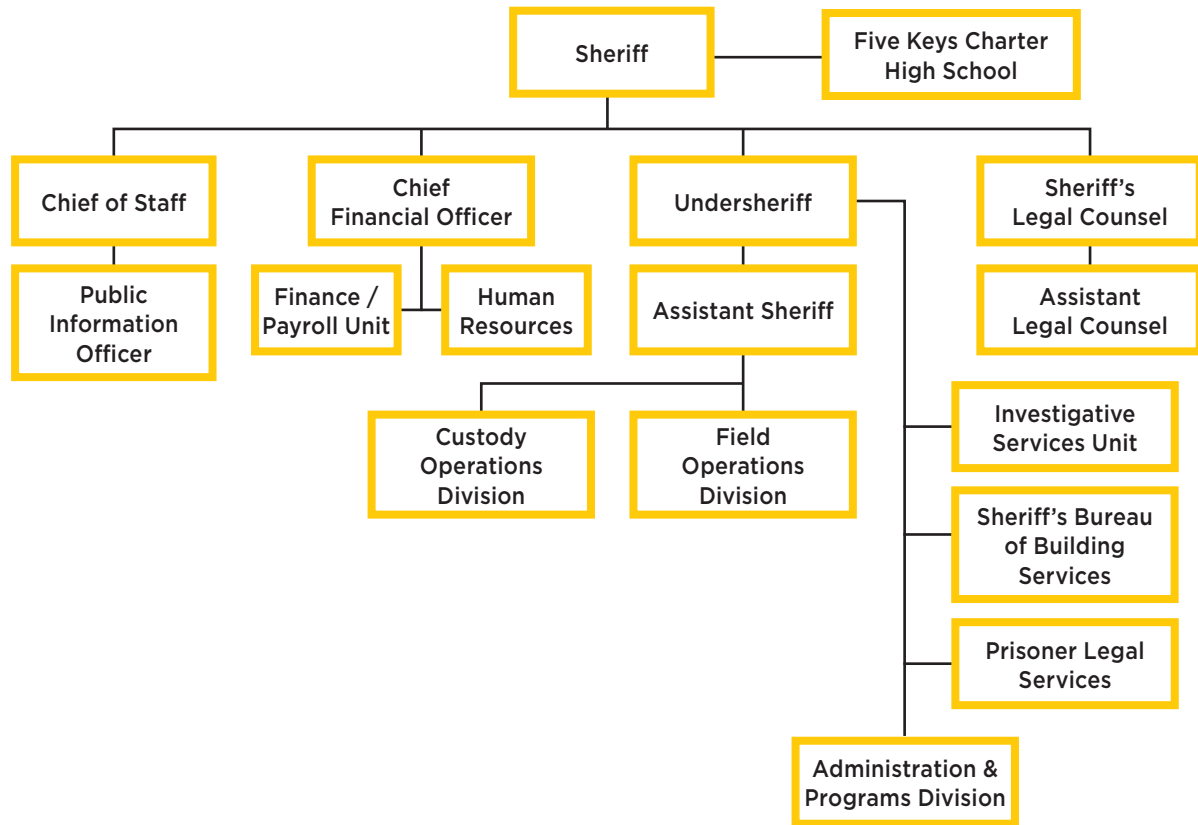 Sheriff
Five Keys Charter
High School
Chief of Staff
Chief
Financial Officer
Undersheriff
Sheriff’s
Legal Counsel
Public
Information
Officer
Finance /
Payroll Unit
Human
Resources
Assistant Sheriff
Assistant
Legal Counsel
Custody
Operations
Division
Field
Operations
Division
Investigative
Services Unit
Sheriff’s Bureau
of Building
Services
Prisoner Legal
Services
Administration &
Programs Division